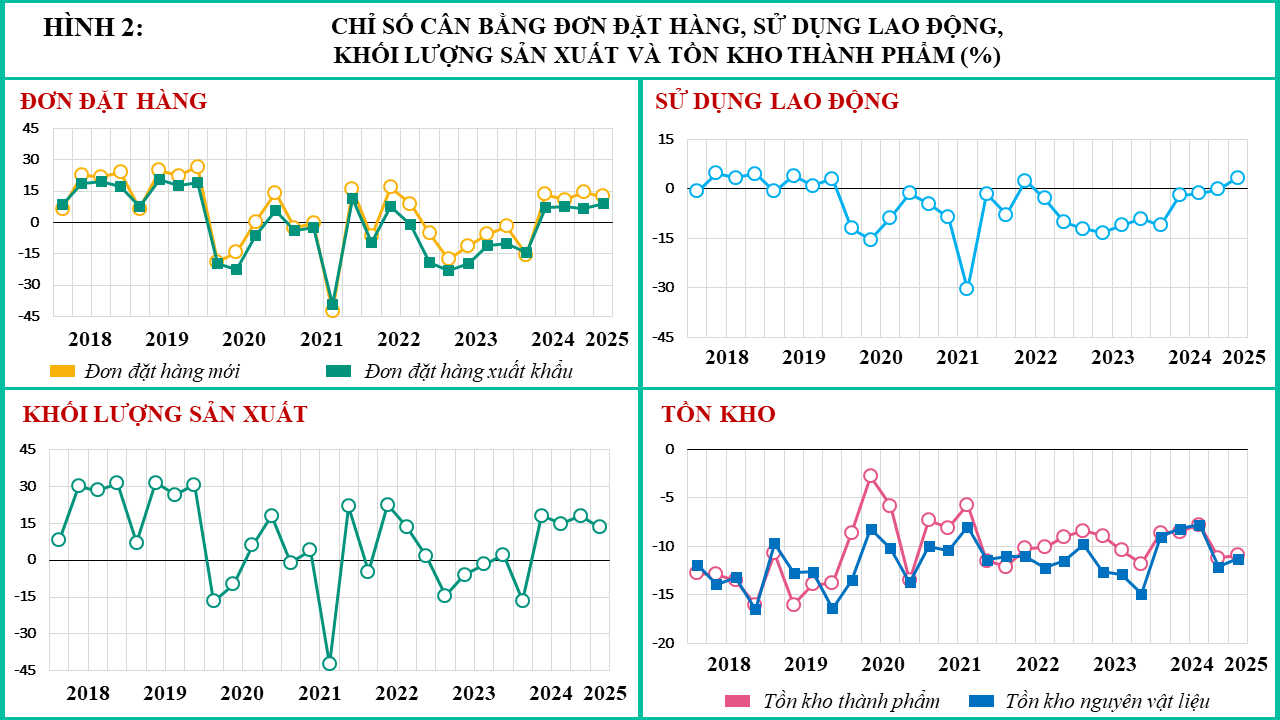 HÌNH 2:
CHỈ SỐ CÂN BẰNG ĐƠN ĐẶT HÀNG, SỬ DỤNG LAO ĐỘNG,
KHỐI LƯỢNG SẢN XUẤT VÀ TỒN KHO THÀNH PHẨM (%)
ĐƠN ĐẶT HÀNG
45
30
15
0
-15
-30
-45
2018 2019 2020 2021 2022 2023 2024 2025
Đơn đặt hàng mới Đơn đặt hàng xuất khẩu
SỬ DỤNG LAO ĐỘNG
15
0
-15
-30
-45
2018 2019 2020 2021 2022 2023 2024 2025
KHỐI LƯỢNG SẢN XUẤT
45
30
15
0
-15
-30
-45
2018 2019 2020 2021 2022 2023 2024 2025
TỒN KHO
0
-5
-10
-15
-20
2018 2019 2020 2021 2022 2023 2024 2025
Tồn kho thành phẩm Tồn kho nguyên vật liệu